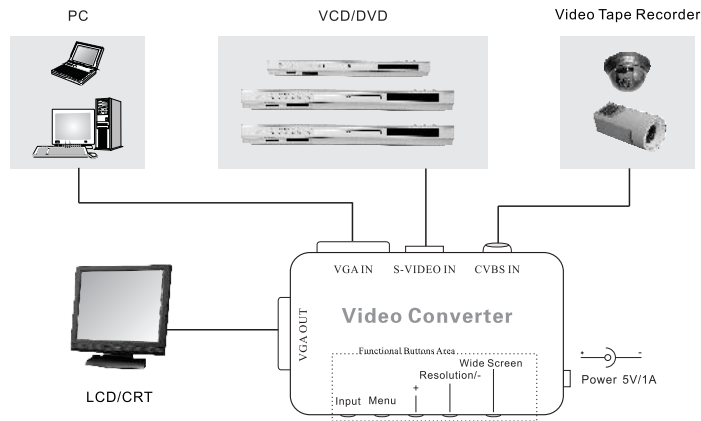 PC
VCD/DVD
Video Tape Recorder
VGA IN
S-VIDEO IN
CVBS IN
VGA OUT
Video Converter
Functional Buttons Area
Wide Screen
Resolution/-
+
Input
Menu
+
-
Power 5V/1A
LCD/CRT